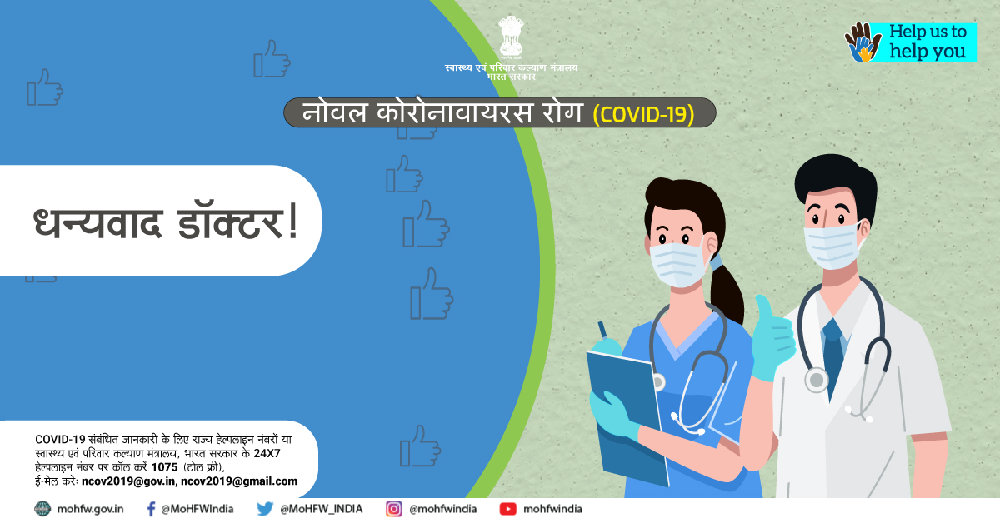 स्वास्थ्य एवं परिवार कल्याण मंत्रालय
भारत सरकार
Help us to
help you
नोवल कोरोनावायरस रोग (COVID-19)
धन्यवाद डॉक्टर!
COVID-19 संबंधित जानकारी के लिए राज्य हेल्पलाइन नंबरों या
स्वास्थ्य एवं परिवार कल्याण मंत्रालय, भारत सरकार के 24X7
हेल्पलाइन नंबर पर कॉल करें 1075 (टोल फ्री),
ई-मेल करें: ncov2019@gov.in, ncov2019@gmail.com
mohfw.gov.in @MoHFWIndia @MoHFW_INDIA @mohfwindia mohfwindia